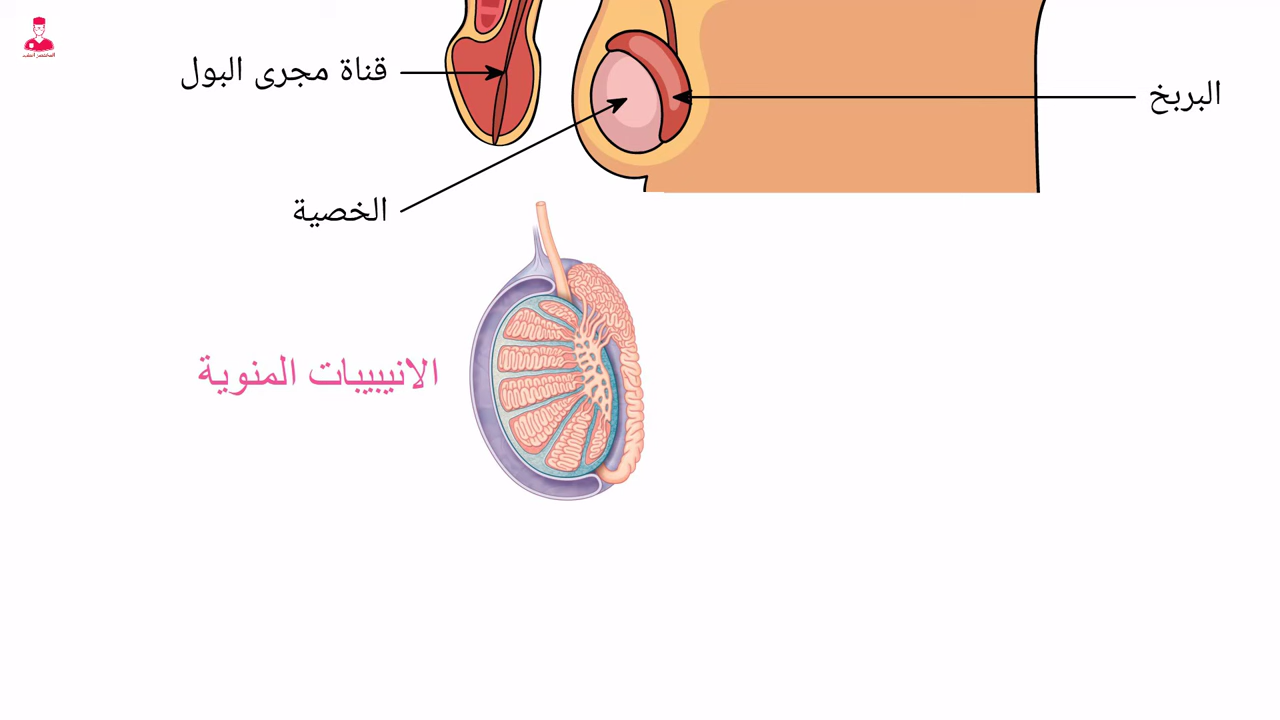 قناة مجرى البول
البربخ
الخصية
الانيبيبات المنوية